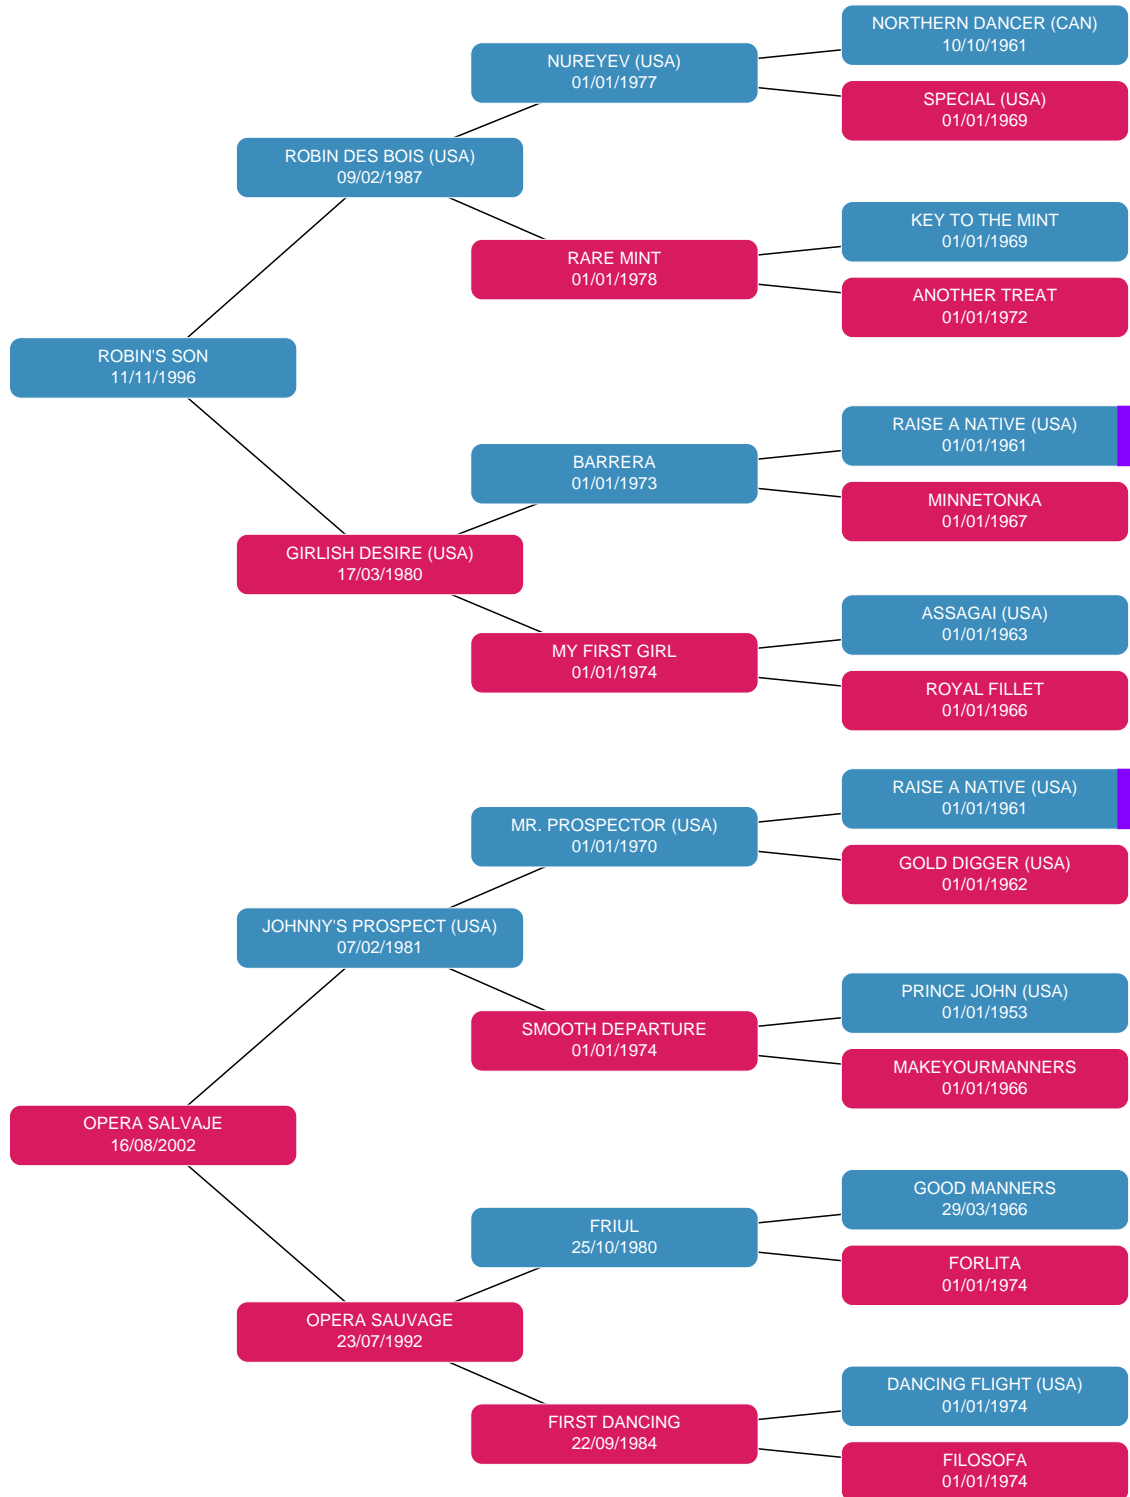 NORTHERN DANCER (CAN)
10/10/1961
NUREYEV (USA)
01/01/1977
SPECIAL (USA)
01/01/1969
ROBIN DES BOIS (USA)
09/02/1987
KEY TO THE MINT
01/01/1969
RARE MINT
01/01/1978
ANOTHER TREAT
01/01/1972
ROBIN'S SON
11/11/1996
RAISE A NATIVE (USA)
01/01/1961
BARRERA
01/01/1973
MINNETONKA
01/01/1967
GIRLISH DESIRE (USA)
17/03/1980
ASSAGAI (USA)
01/01/1963
MY FIRST GIRL
01/01/1974
ROYAL FILLET
01/01/1966
RAISE A NATIVE (USA)
01/01/1961
MR. PROSPECTOR (USA)
01/01/1970
GOLD DIGGER (USA)
01/01/1962
JOHNNY'S PROSPECT (USA)
07/02/1981
PRINCE JOHN (USA)
01/01/1953
SMOOTH DEPARTURE
01/01/1974
MAKEYOURMANNERS
01/01/1966
OPERA SALVAJE
16/08/2002
GOOD MANNERS
29/03/1966
FRIUL
25/10/1980
FORLITA
01/01/1974
OPERA SAUVAGE
23/07/1992
DANCING FLIGHT (USA)
01/01/1974
FIRST DANCING
22/09/1984
FILOSOFA
01/01/1974